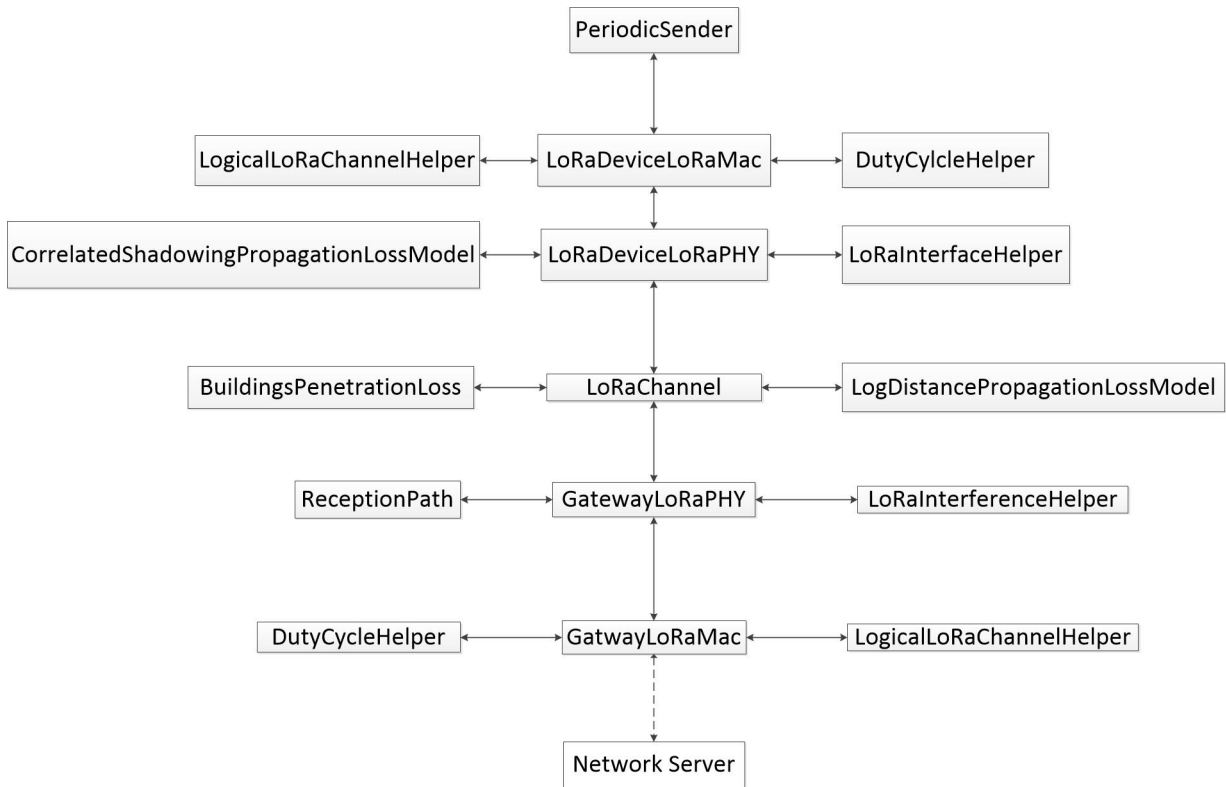 PeriodicSender
LogicalLoRaChannelHelper
LoRaDeviceLoRaMac
DutyCylcleHelper
CorrelatedShadowingPropagationLossModel
LoRaDeviceLoRaPHY
LoRaInterfaceHelper
BuildingsPenetrationLoss
LoRaChannel
LogDistancePropagationLossModel
ReceptionPath
GatewayLoRaPHY
LoRaInterferenceHelper
DutyCycleHelper
GatwayLoRaMac
LogicalLoRaChannelHelper
Network Server